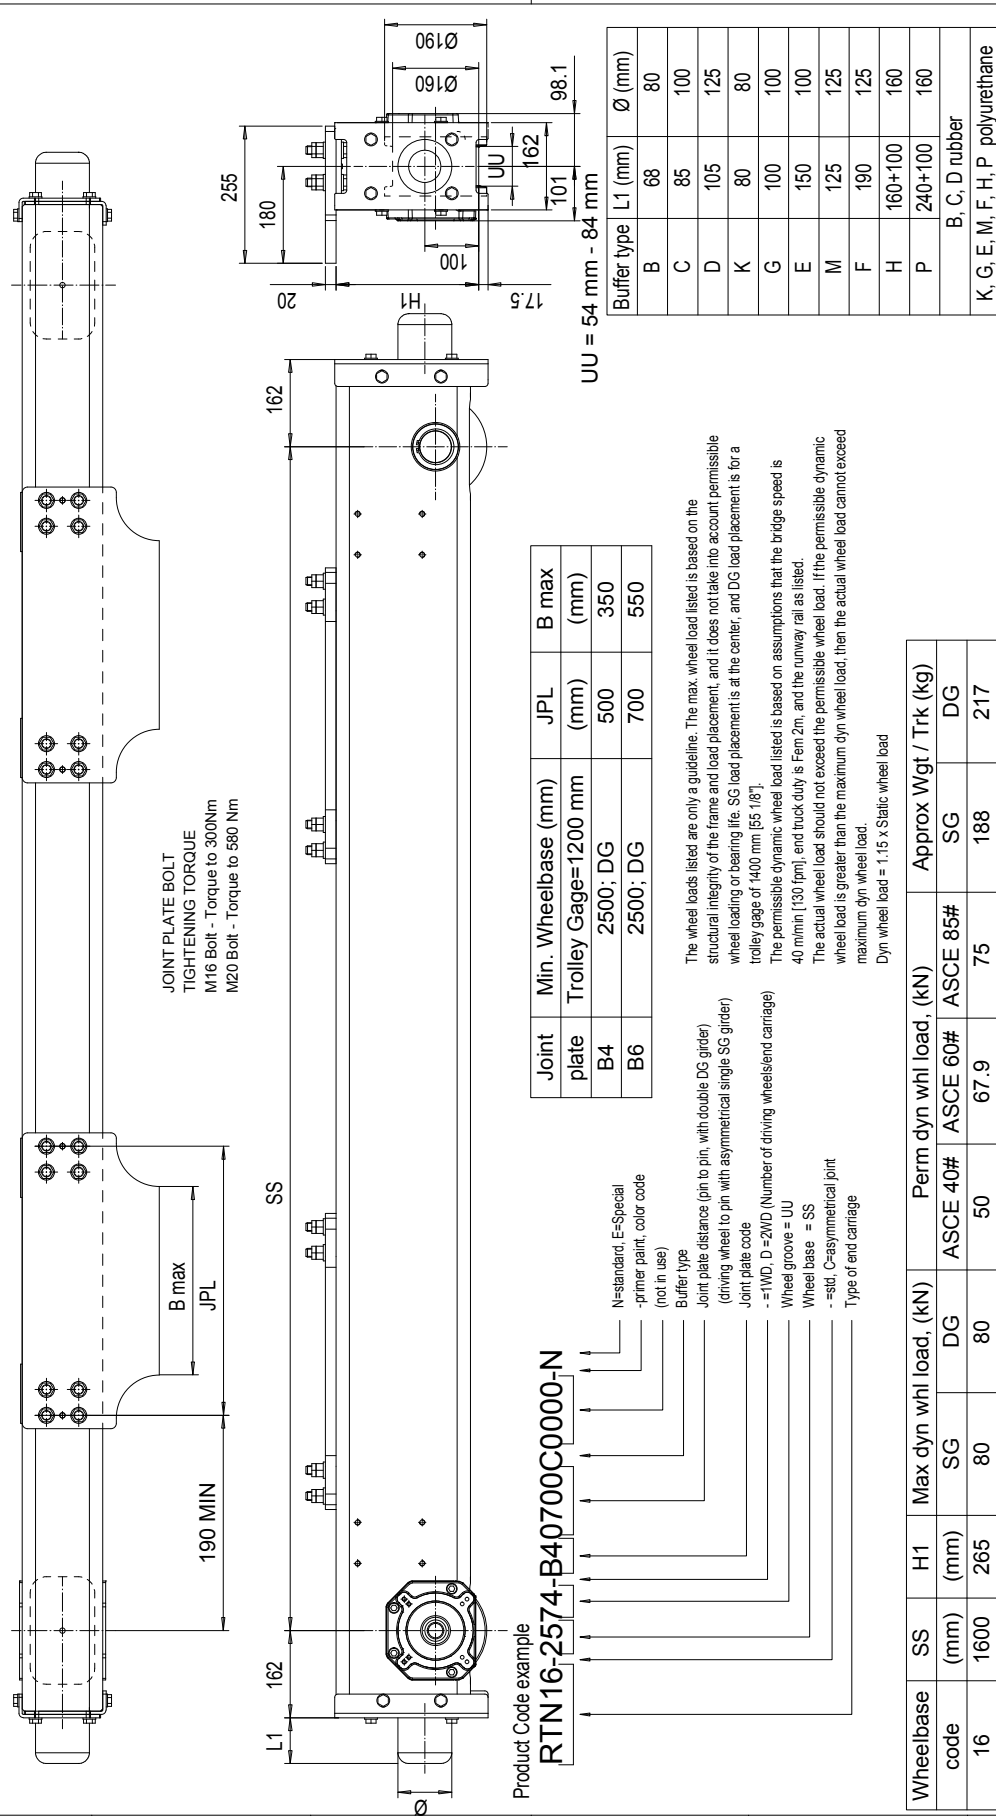 255
180
20
H1
17.5
100
Ø190
Ø160
98.1
UU
162
101
UU = 54 mm - 84 mm
Buffer type L1 (mm) Ø (mm)
B 68 80
C 85 100
D 105 125
K 80 80
G 100 100
E 150 100
M 125 125
F 190 125
H 160+100 160
P 240+100 160
B, C, D rubber
K, G, E, M, F, H, P polyurethane
190 MIN
B max
JPL
JOINT PLATE BOLT
TIGHTENING TORQUE
M16 Bolt - Torque to 300Nm
M20 Bolt - Torque to 580 Nm
L1
162
SS
162
Ø
Joint Min. Wheelbase (mm) JPL B max
plate Trolley Gage=1200 mm (mm) (mm)
B4 2500; DG 500 350
B6 2500; DG 700 550
Product Code example
RTN16-2574-B40700C0000-N
N=standard, E=Special
-primer paint, color code
(not in use)
Buffer type
Joint plate distance (pin to pin, with double DG girder)
(driving wheel to pin with asymmetrical single SG girder)
Joint plate code
- =1WD, D =2WD (Number of driving wheels/end carriage)
Wheel groove = UU
Wheel base = SS
- =std, C=asymmetrical joint
Type of end carriage
The wheel loads listed are only a guideline. The max. wheel load listed is based on the
structural integrity of the frame and load placement, and it does not take into account permissible
wheel loading or bearing life. SG load placement is at the center, and DG load placement is for a
trolley gage of 1400 mm [55 1/8"].
The permissible dynamic wheel load listed is based on assumptions that the bridge speed is
40 m/min [130 fpm], end truck duty is Fem 2m, and the runway rail as listed.
The actual wheel load should not exceed the permissible wheel load. If the permissible dynamic
wheel load is greater than the maximum dyn wheel load, then the actual wheel load cannot exceed
maximum dyn wheel load.
Dyn wheel load = 1.15 x Static wheel load
Wheelbase SS H1 Max dyn whl load, (kN) Perm dyn whl load, (kN) Approx Wgt / Trk (kg)
code (mm) (mm) SG DG ASCE 40# ASCE 60# ASCE 85# SG DG
16 1600 265 80 80 50 67.9 75 188 217